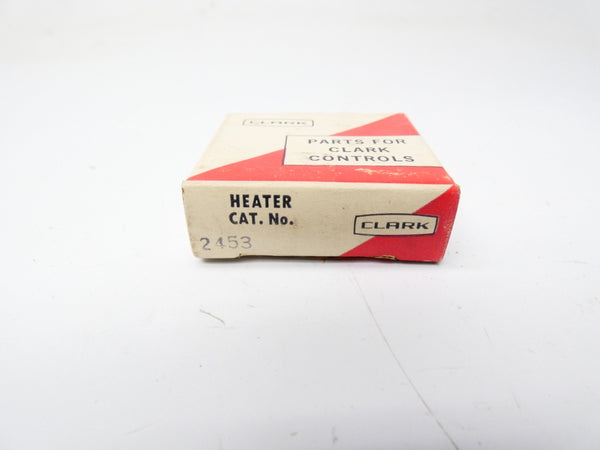 CLARK
PARTS FOR
CLARK
CONTROLS
HEATER
CAT. No.
CLARK
2453